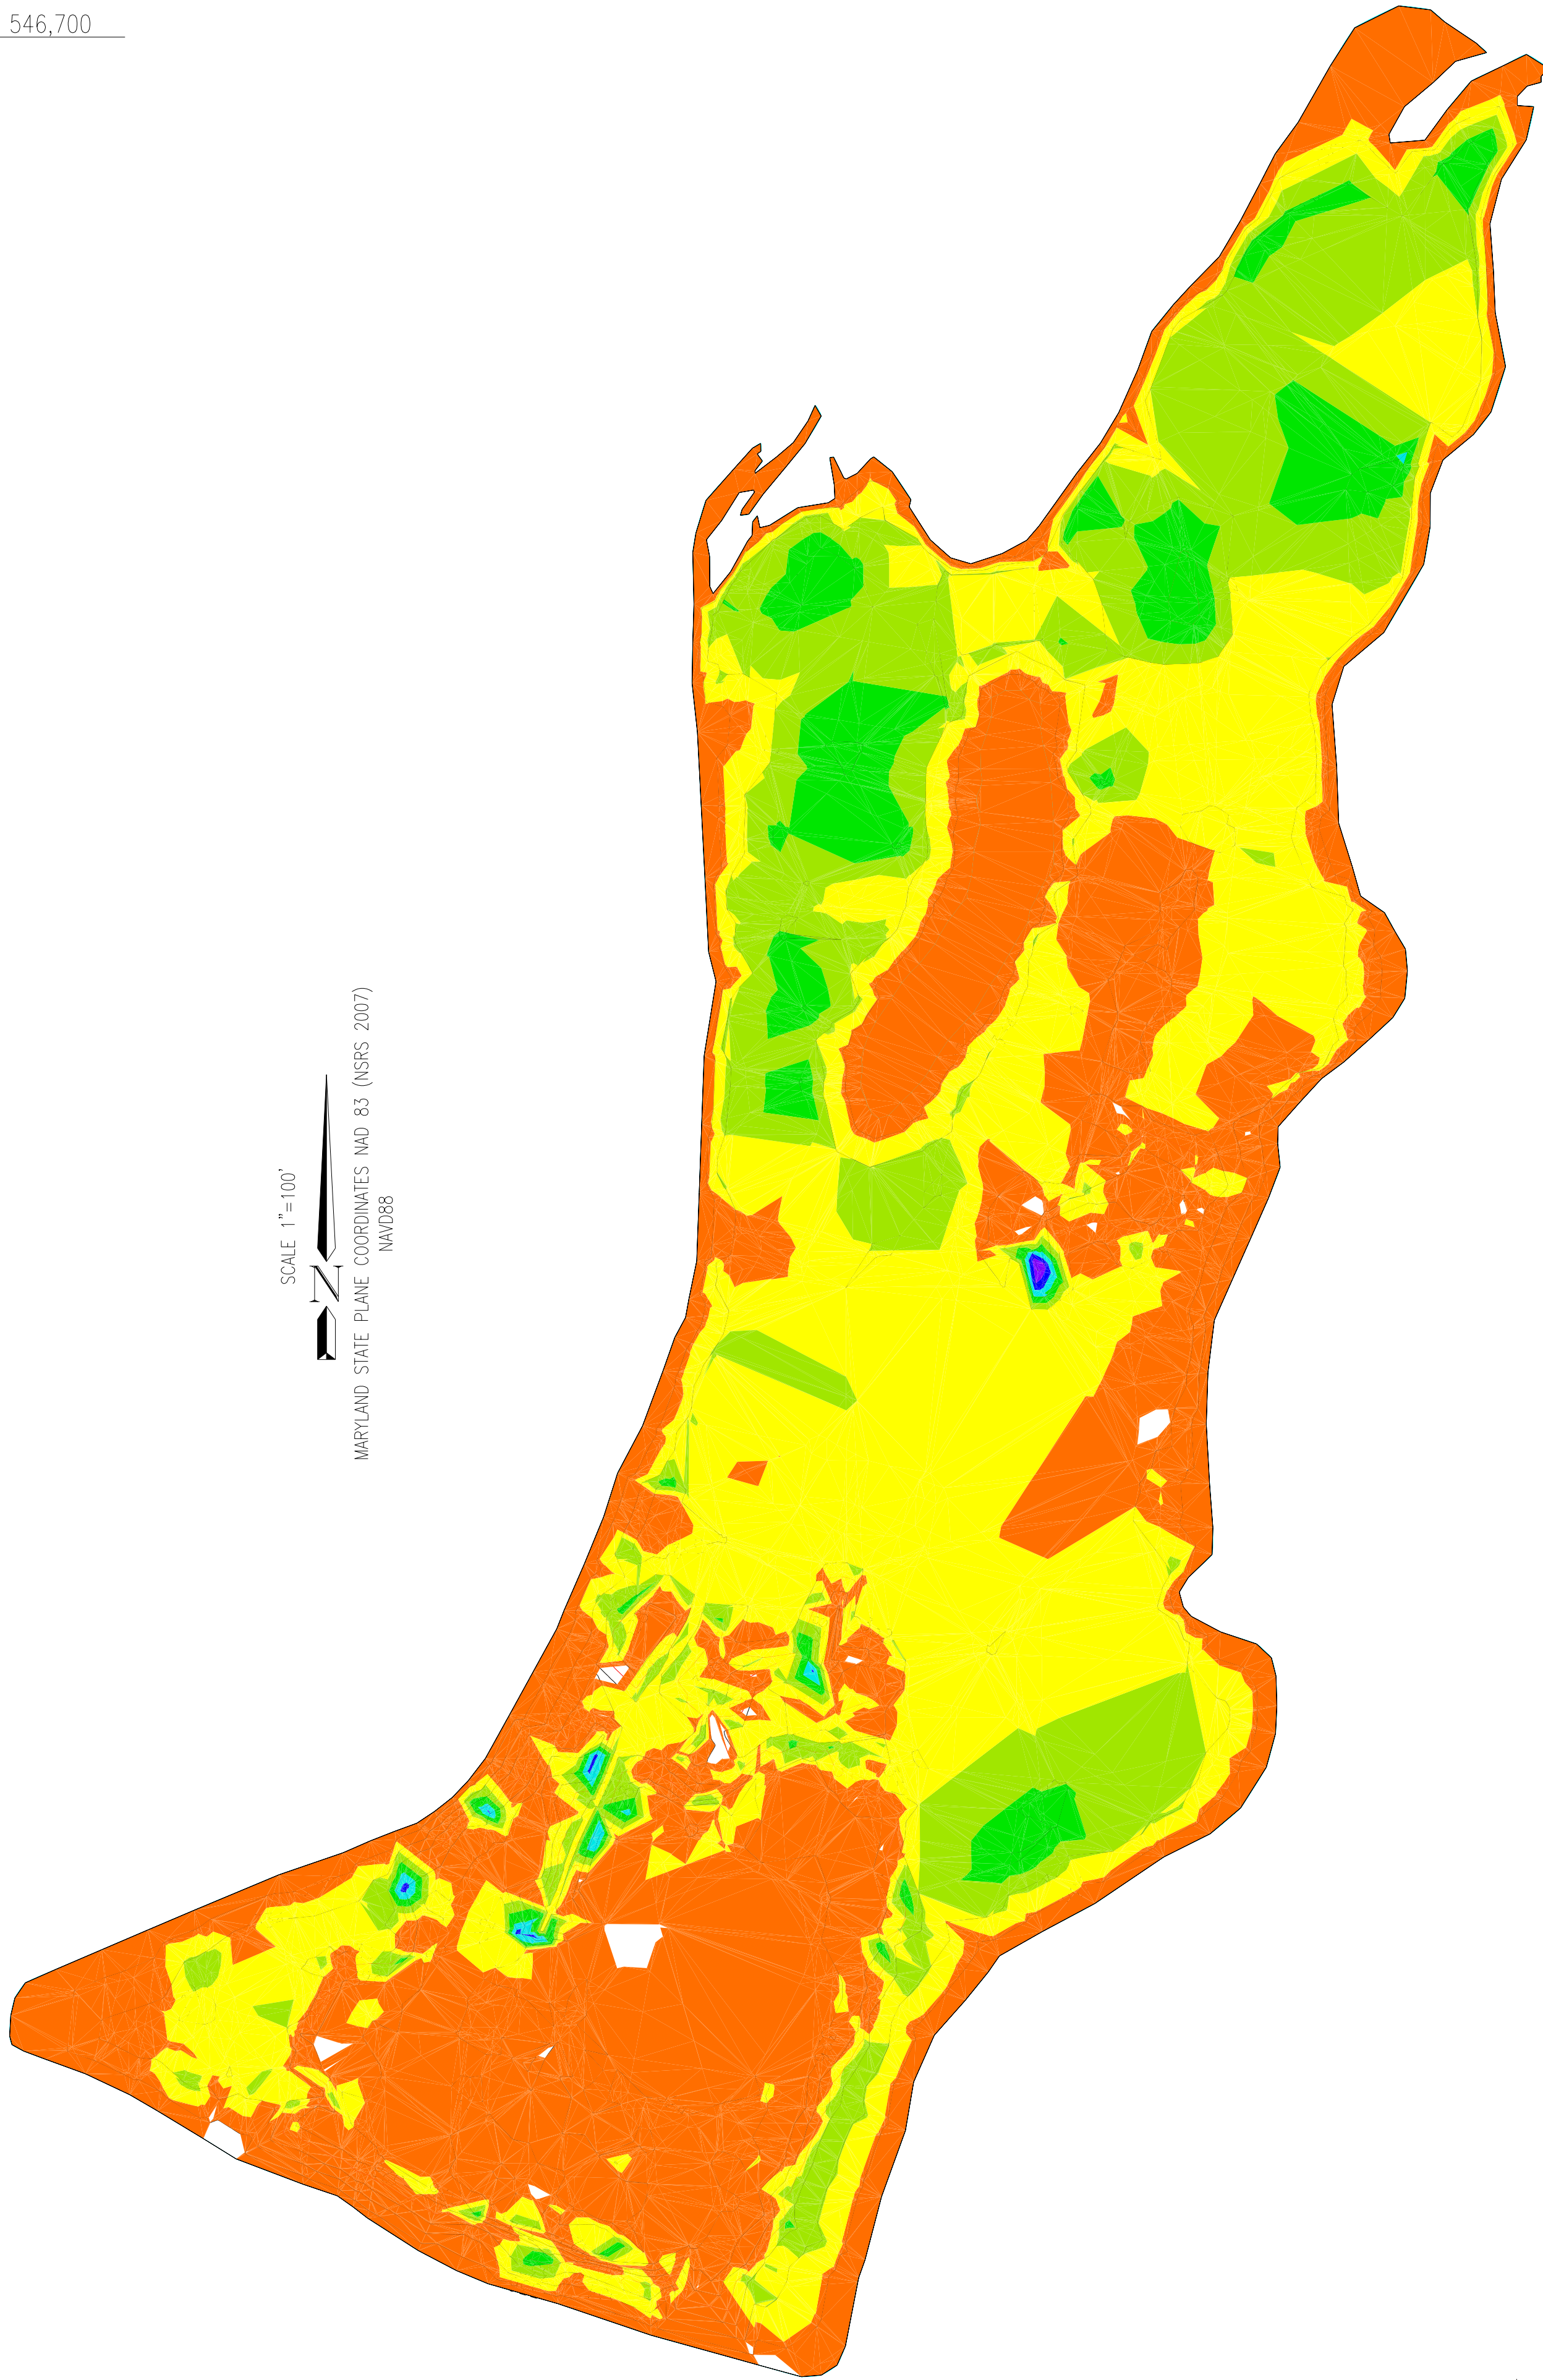 546,700
SCALE 1"=100'
N
MARYLAND STATE PLANE COORDINATES NAD 83 (NSRS 2007)
NAVD88